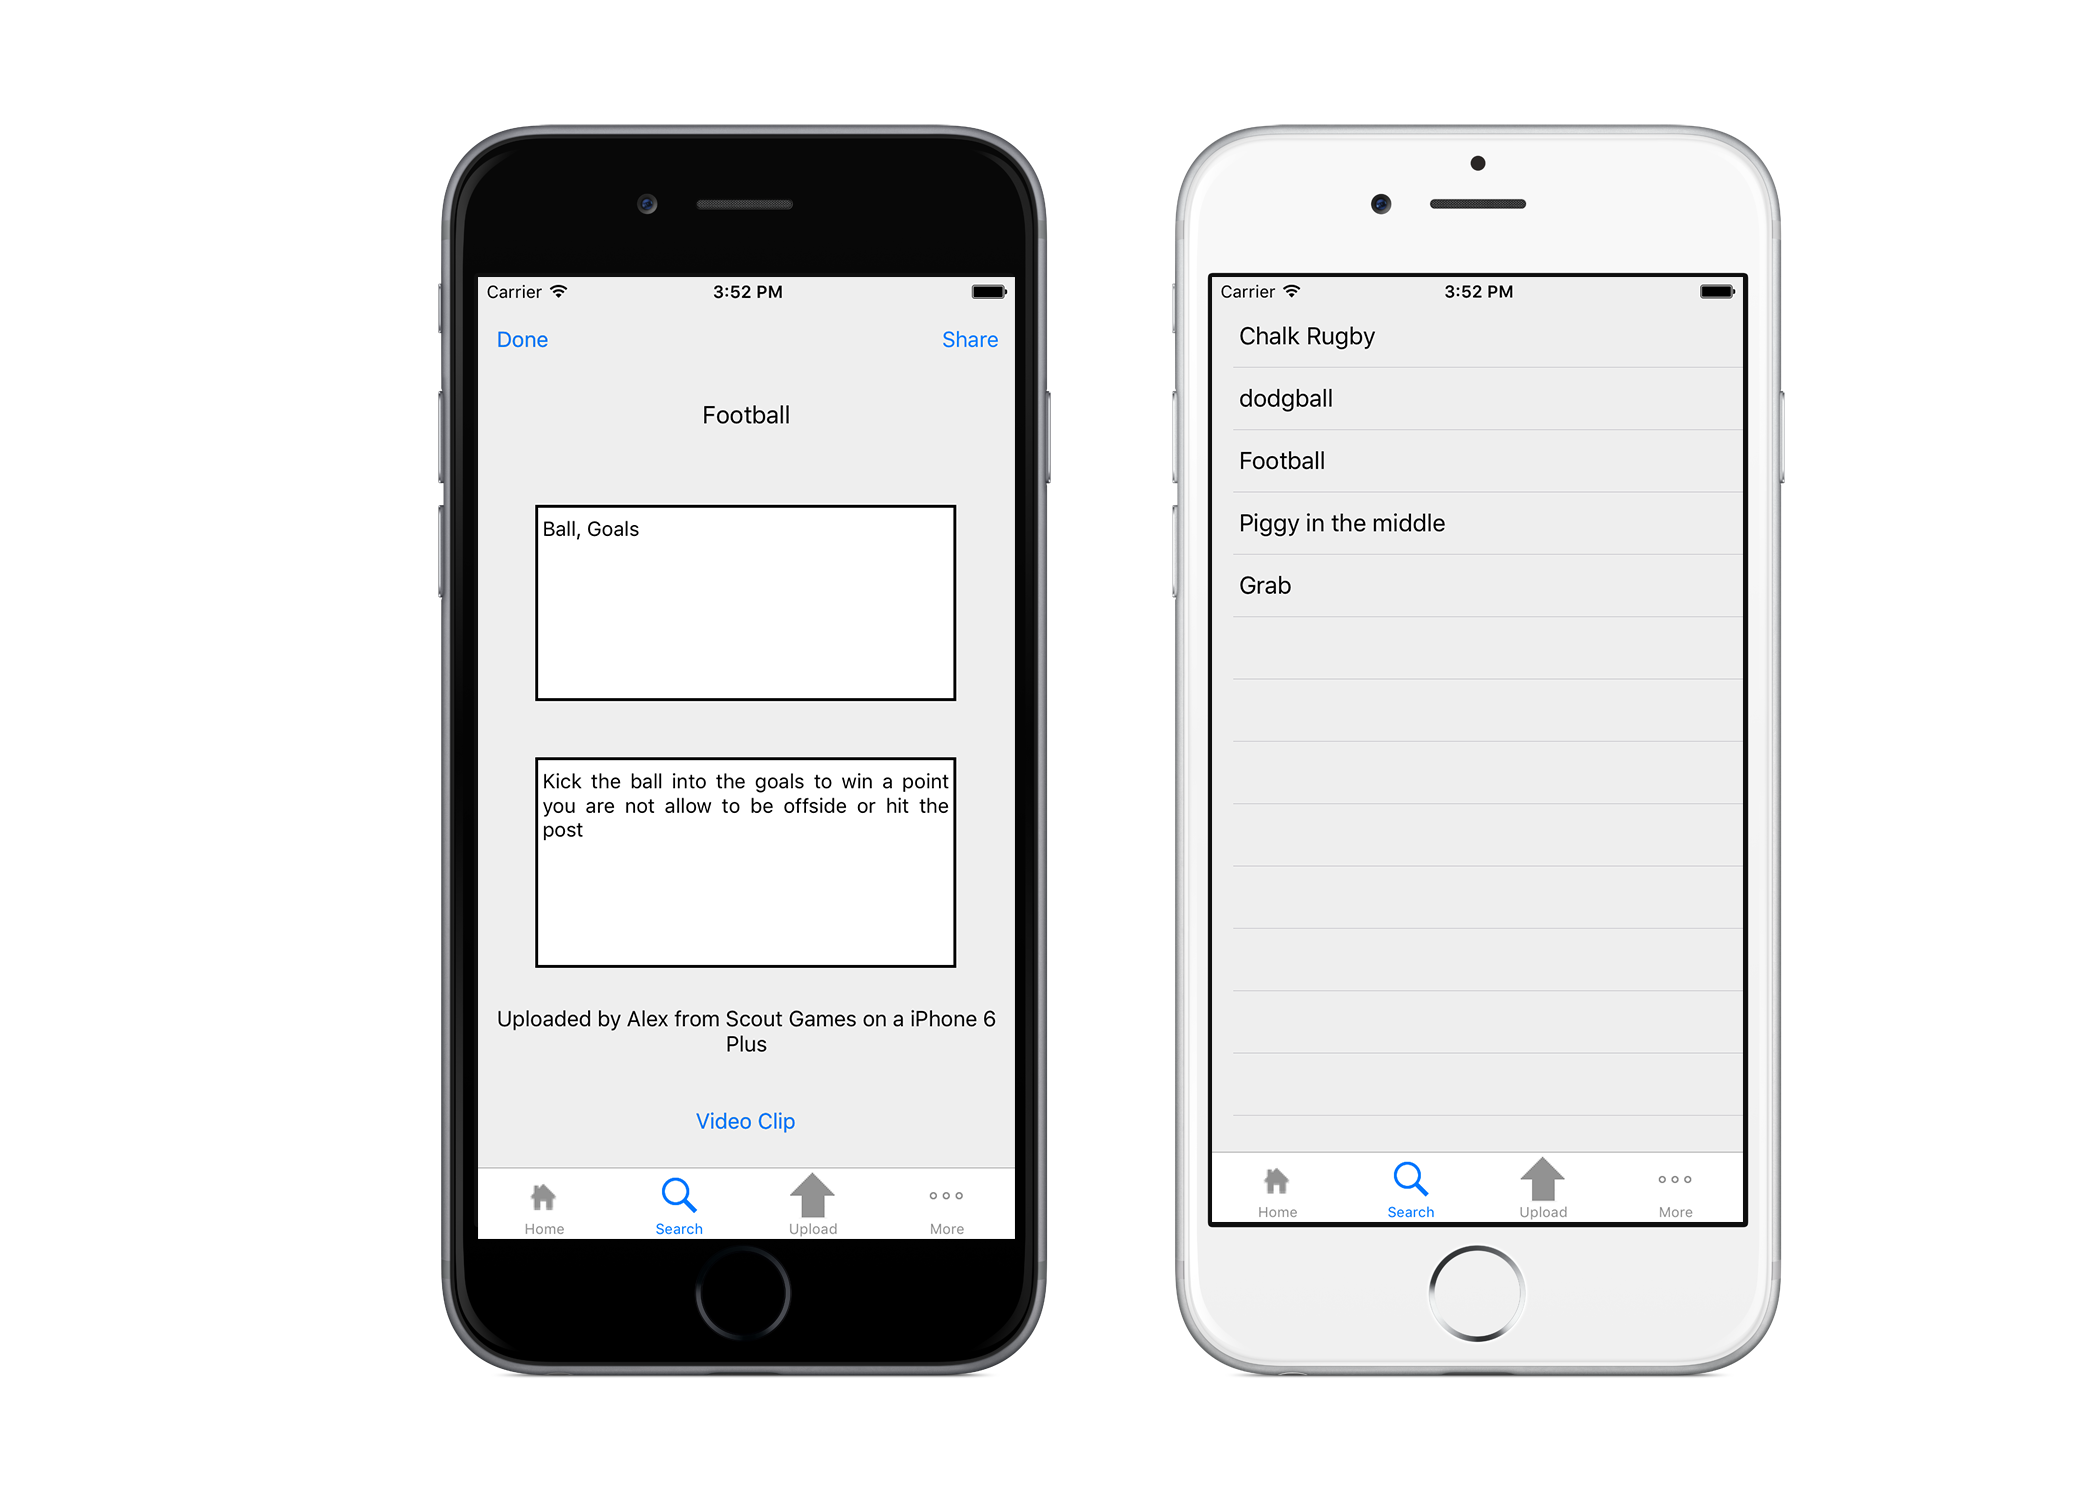 Carrier 3:52 PM
Done Share
Football
Ball, Goals
Kick the ball into the goals to win a point
you are not allow to be offside or hit the
post
Uploaded by Alex from Scout Games on a iPhone 6
Plus
Video Clip
Home Search Upload More
Carrier 3:52 PM
Chalk Rugby
dodgball
Football
Piggy in the middle
Grab
Home Search Upload More